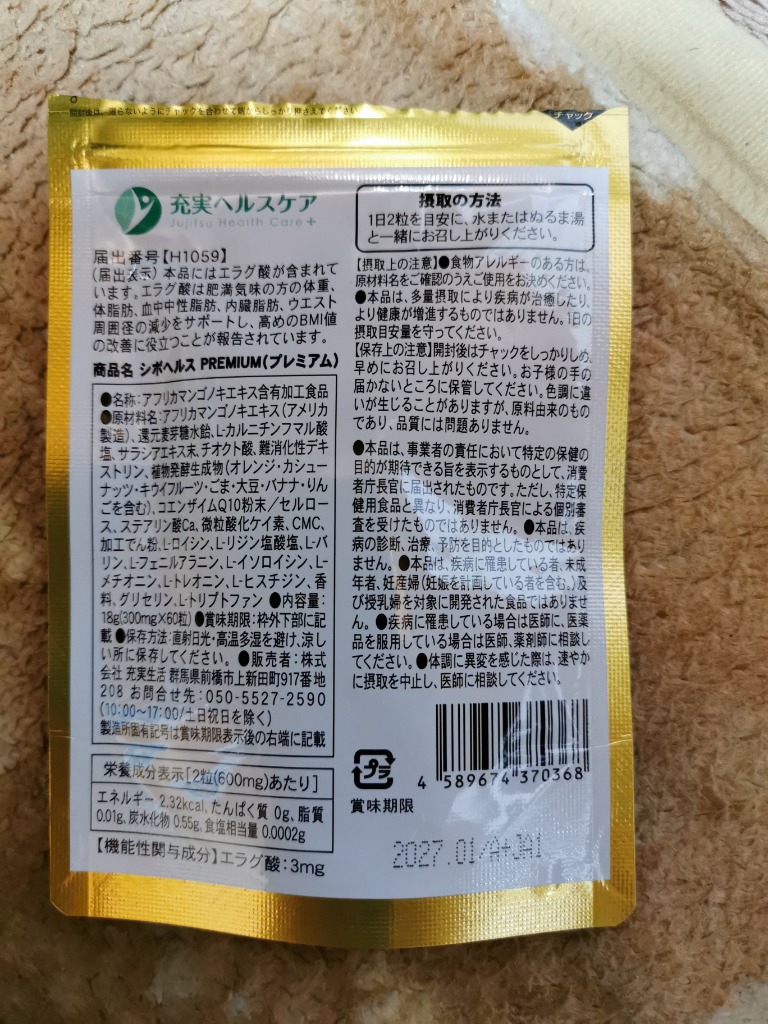 開封後は、湿らないようにチャックを合わせて端からしっかり押さえてください
チャック
充実ヘルスケア
Jujitsu Health Care+
届出番号【H1059】
(届出表示)本品にはエラグ酸が含まれて
います。エラグ酸は肥満気味の方の体重、
体脂肪、血中中性脂肪、内臓脂肪、ウエスト
周囲径の減少をサポートし、高めのBMI値
の改善に役立つことが報告されています。
商品名 シボヘルス PREMIUM(プレミアム)
●名称:アフリカマンゴノキエキス含有加工食品
●原材料名:アフリカマンゴノキエキス(アメリカ
製造)、還元麦芽糖水飴、L-カルニチンフマル酸
塩、サラシアエキス末、チオクト酸、難消化性デキ
ストリン、植物発酵生成物(オレンジ・カシュー
ナッツ・キウイフルーツ・ごま・大豆・バナナ・りん
ごを含む)、コエンザイムQ10粉末/セルロー
ス、ステアリン酸Ca、微粒酸化ケイ素、CMC、
加工でん粉、L-ロイシン、L-リジン塩酸塩、L-バ
リン、L-フェニルアラニン、L-イソロイシン、L-
メチオニン、L-トレオニン、L-ヒスチジン、香
料、グリセリン、L-トリプトファン ●内容量:
18g(300mg×60粒) ●賞味期限:枠外下部に記
載 ●保存方法:直射日光・高温多湿を避け、涼し
い所に保存してください。 ●販売者:株式
会社 充実生活 群馬県前橋市上新田町917番地
208 お問合せ先:050-5527-2590
(10:00〜17:00/土日祝日を除く)
製造所固有記号は賞味期限表示後の右端に記載
栄養成分表示[2粒(600mg)あたり]
エネルギー 2.32kcal、たんぱく質 0g、脂質
0.01g、炭水化物 0.55g、食塩相当量 0.0002g
【機能性関与成分】エラグ酸:3mg
摂取の方法
1日2粒を目安に、水またはぬるま湯
と一緒にお召し上がりください。
【摂取上の注意】●食物アレルギーのある方は、
原材料名をご確認のうえご使用をお決めください。
●本品は、多量摂取により疾病が治癒したり、
より健康が増進するものではありません。1日の
摂取目安量を守ってください。
【保存上の注意】開封後はチャックをしっかりしめ、
早めにお召し上がりください。お子様の手の
届かないところに保管してください。色調に違
いが生じることがありますが、原料由来のもの
であり、品質には問題ありません。
●本品は、事業者の責任において特定の保健の
目的が期待できる旨を表示するものとして、消費
者庁長官に届出されたものです。ただし、特定保
健用食品と異なり、消費者庁長官による個別審
査を受けたものではありません。 ●本品は、疾
病の診断、治療、予防を目的としたものではあり
ません。 ●本品は、疾病に罹患している者、未成
年者、妊産婦(妊娠を計画している者を含む。)及
び授乳婦を対象に開発された食品ではありませ
ん。 ●疾病に罹患している場合は医師に、医薬
品を服用している場合は医師、薬剤師に相談し
てください。 ●体調に異変を感じた際は、速やか
に摂取を中止し、医師に相談してください。
プラ
4 589674 370368
賞味期限
2027.01/A+JA1